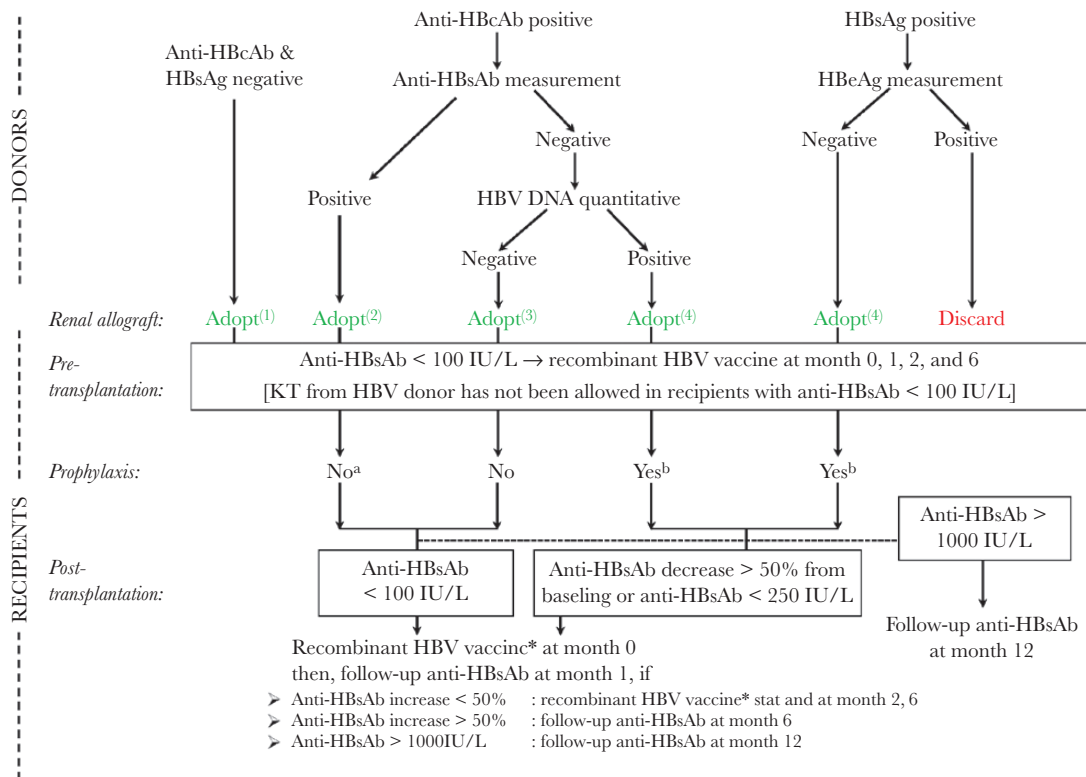 DONORS
Anti-HBcAb &
HBsAg negative
Anti-HBcAb positive
Anti-HBsAb measurement
Negative
Positive
HBV DNA quantitative
Negative
Positive
HBsAg positive
HBeAg measurement
Negative
Positive
Renal allograft:
Adopt(1)
Adopt(2)
Adopt(3)
Adopt(4)
Adopt(4)
Discard
RECIPIENTS
Pre-
transplantation:
Anti-HBsAb < 100 IU/L → recombinant HBV vaccine at month 0, 1, 2, and 6
[KT from HBV donor has not been allowed in recipients with anti-HBsAb < 100 IU/L]
Prophylaxis:
Noᵃ
No
Yesᵇ
Yesᵇ
Post-
transplantation:
Anti-HBsAb
< 100 IU/L
Anti-HBsAb decrease > 50% from
baseling or anti-HBsAb < 250 IU/L
Anti-HBsAb >
1000 IU/L
Follow-up anti-HBsAb
at month 12
Recombinant HBV vaccinc* at month 0
then, follow-up anti-HBsAb at month 1, if
➢ Anti-HBsAb increase < 50% : recombinant HBV vaccine* stat and at month 2, 6
➢ Anti-HBsAb increase > 50% : follow-up anti-HBsAb at month 6
➢ Anti-HBsAb > 1000IU/L : follow-up anti-HBsAb at month 12